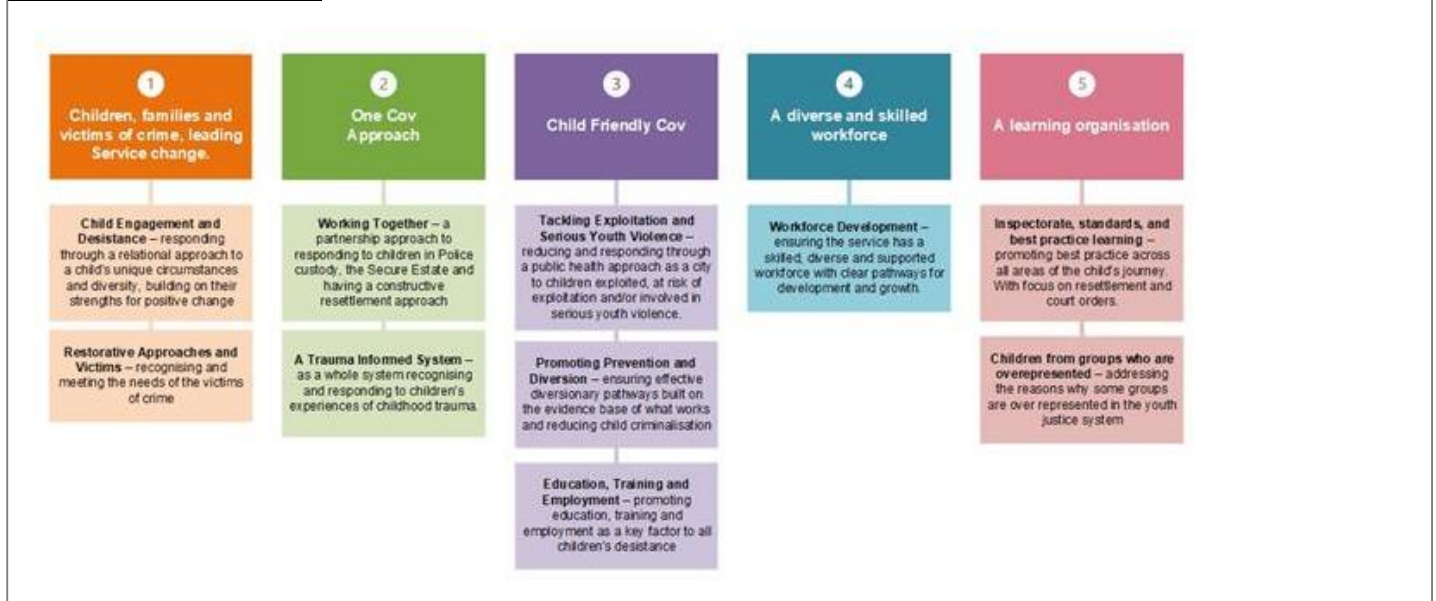 1
Children, families and
victims of crime, leading
Service change.
Child Engagement and
Desistance – responding
through a relational approach to
a child's unique circumstances
and diversity, building on their
strengths for positive change
Restorative Approaches and
Victims – recognising and
meeting the needs of the victims
of crime
2
One Cov
Approach
Working Together – a
partnership approach to
responding to children in Police
custody, the Secure Estate and
having a constructive
resettlement approach
A Trauma Informed System –
as a whole system recognising
and responding to children's
experiences of childhood trauma.
3
Child Friendly Cov
Tackling Exploitation and
Serious Youth Violence –
reducing and responding through
a public health approach as a city
to children exploited, at risk of
exploitation and/or involved in
serious youth violence.
Promoting Prevention and
Diversion – ensuring effective
diversionary pathways built on
the evidence base of what works
and reducing child criminalisation
Education, Training and
Employment – promoting
education, training and
employment as a key factor to all
children's desistance
4
A diverse and skilled
workforce
Workforce Development –
ensuring the service has a
skilled, diverse and supported
workforce with clear pathways for
development and growth.
5
A learning organisation
Inspectorate, standards, and
best practice learning –
promoting best practice across
all areas of the child's journey.
With focus on resettlement and
court orders.
Children from groups who are
overepresented – addressing
the reasons why some groups
are over represented in the youth
justice system